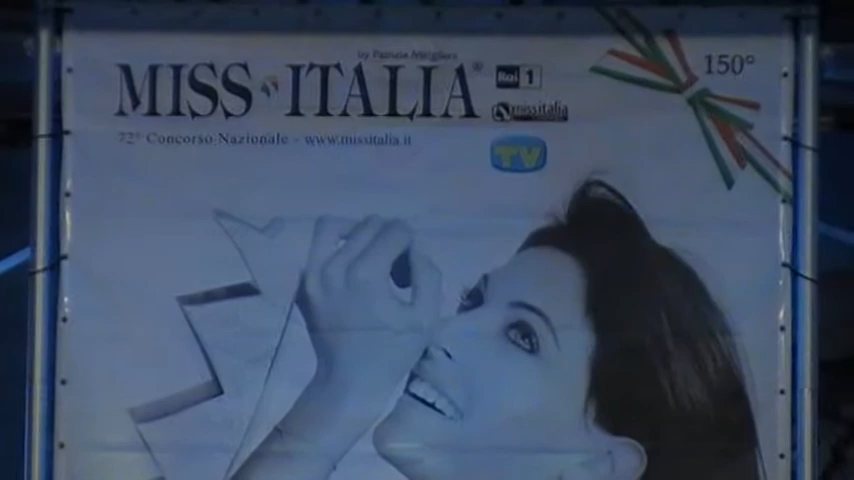 by Patrizia Mirigliani
MISS ITALIA®
Rai 1
150°
missitalia
72° Concorso Nazionale - www.missitalia.it
TV